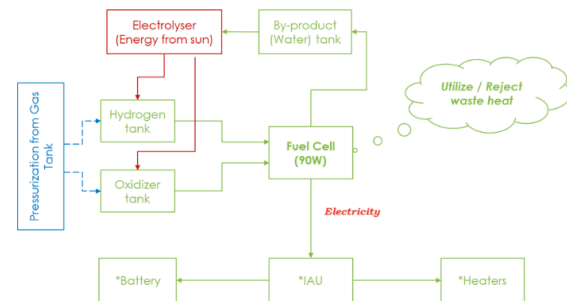 Electrolyser
(Energy from sun)
By-product
(Water) tank
Utilize / Reject
waste heat
Pressurization from Gas
Tank
Hydrogen
tank
Fuel Cell
(90W)
Oxidizer
tank
Electricity
*Battery
*IAU
*Heaters